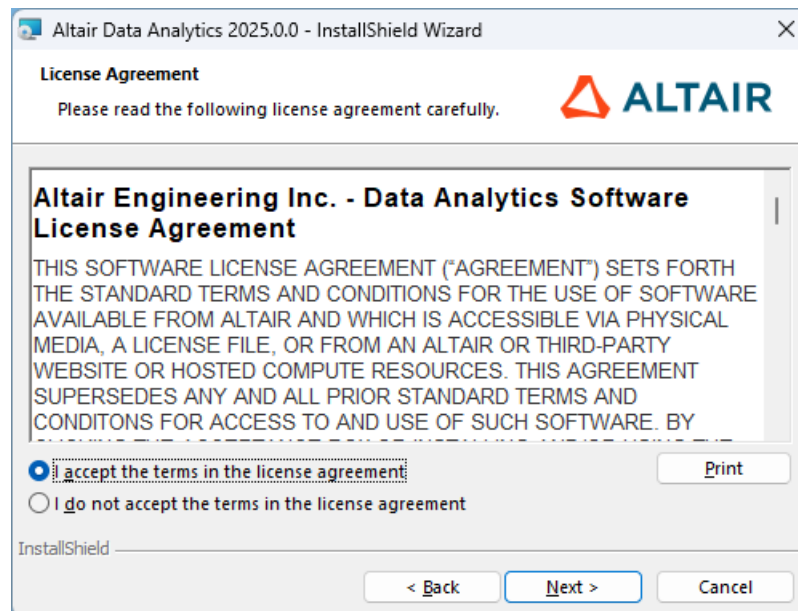 Altair Data Analytics 2025.0.0 - InstallShield Wizard
License Agreement
Please read the following license agreement carefully.
ALTAIR
Altair Engineering Inc. - Data Analytics Software
License Agreement
THIS SOFTWARE LICENSE AGREEMENT (“AGREEMENT”) SETS FORTH
THE STANDARD TERMS AND CONDITIONS FOR THE USE OF SOFTWARE
AVAILABLE FROM ALTAIR AND WHICH IS ACCESSIBLE VIA PHYSICAL
MEDIA, A LICENSE FILE, OR FROM AN ALTAIR OR THIRD-PARTY
WEBSITE OR HOSTED COMPUTE RESOURCES. THIS AGREEMENT
SUPERSEDES ANY AND ALL PRIOR STANDARD TERMS AND
CONDITONS FOR ACCESS TO AND USE OF SUCH SOFTWARE. BY
I accept the terms in the license agreement
Print
I do not accept the terms in the license agreement
InstallShield
< Back
Next >
Cancel